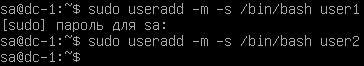 sa@dc-1:~$ sudo useradd -m -s /bin/bash user1
[sudo] пароль для sa:
sa@dc-1:~$ sudo useradd -m -s /bin/bash user2
sa@dc-1:~$